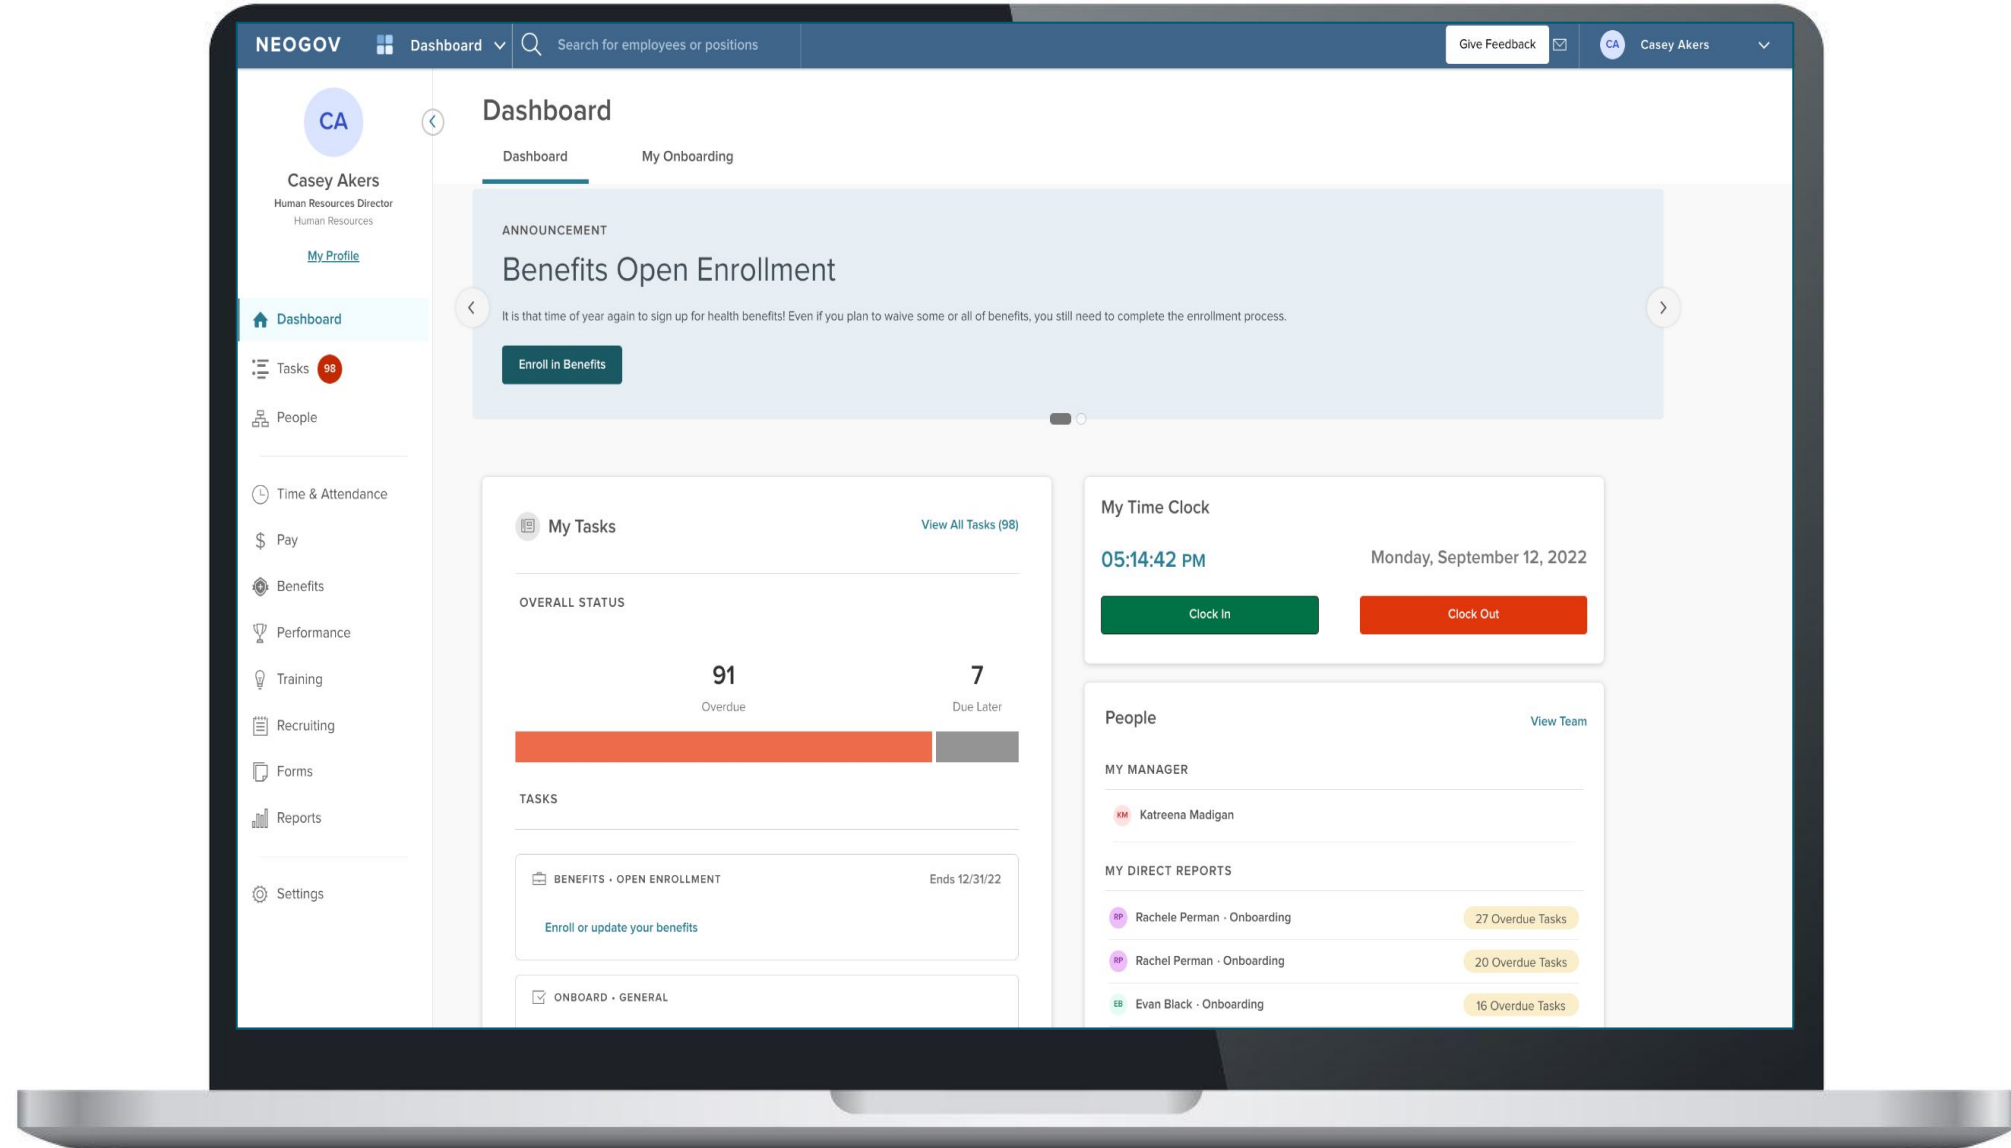 NEOGOV
Dashboard
Search for employees or positions
Give Feedback
CA
Casey Akers
CA
Casey Akers
Human Resources Director
Human Resources
My Profile
Dashboard
Tasks 98
People
Time & Attendance
Pay
Benefits
Performance
Training
Recruiting
Forms
Reports
Settings
Dashboard
Dashboard
My Onboarding
ANNOUNCEMENT
Benefits Open Enrollment
It is that time of year again to sign up for health benefits! Even if you plan to waive some or all of benefits, you still need to complete the enrollment process.
Enroll in Benefits
My Tasks
View All Tasks (98)
OVERALL STATUS
91
Overdue
7
Due Later
TASKS
BENEFITS • OPEN ENROLLMENT
Ends 12/31/22
Enroll or update your benefits
ONBOARD • GENERAL
My Time Clock
05:14:42 PM
Monday, September 12, 2022
Clock In
Clock Out
People
View Team
MY MANAGER
KM Katreena Madigan
MY DIRECT REPORTS
RP Rachele Perman · Onboarding
27 Overdue Tasks
RP Rachel Perman · Onboarding
20 Overdue Tasks
EB Evan Black · Onboarding
16 Overdue Tasks